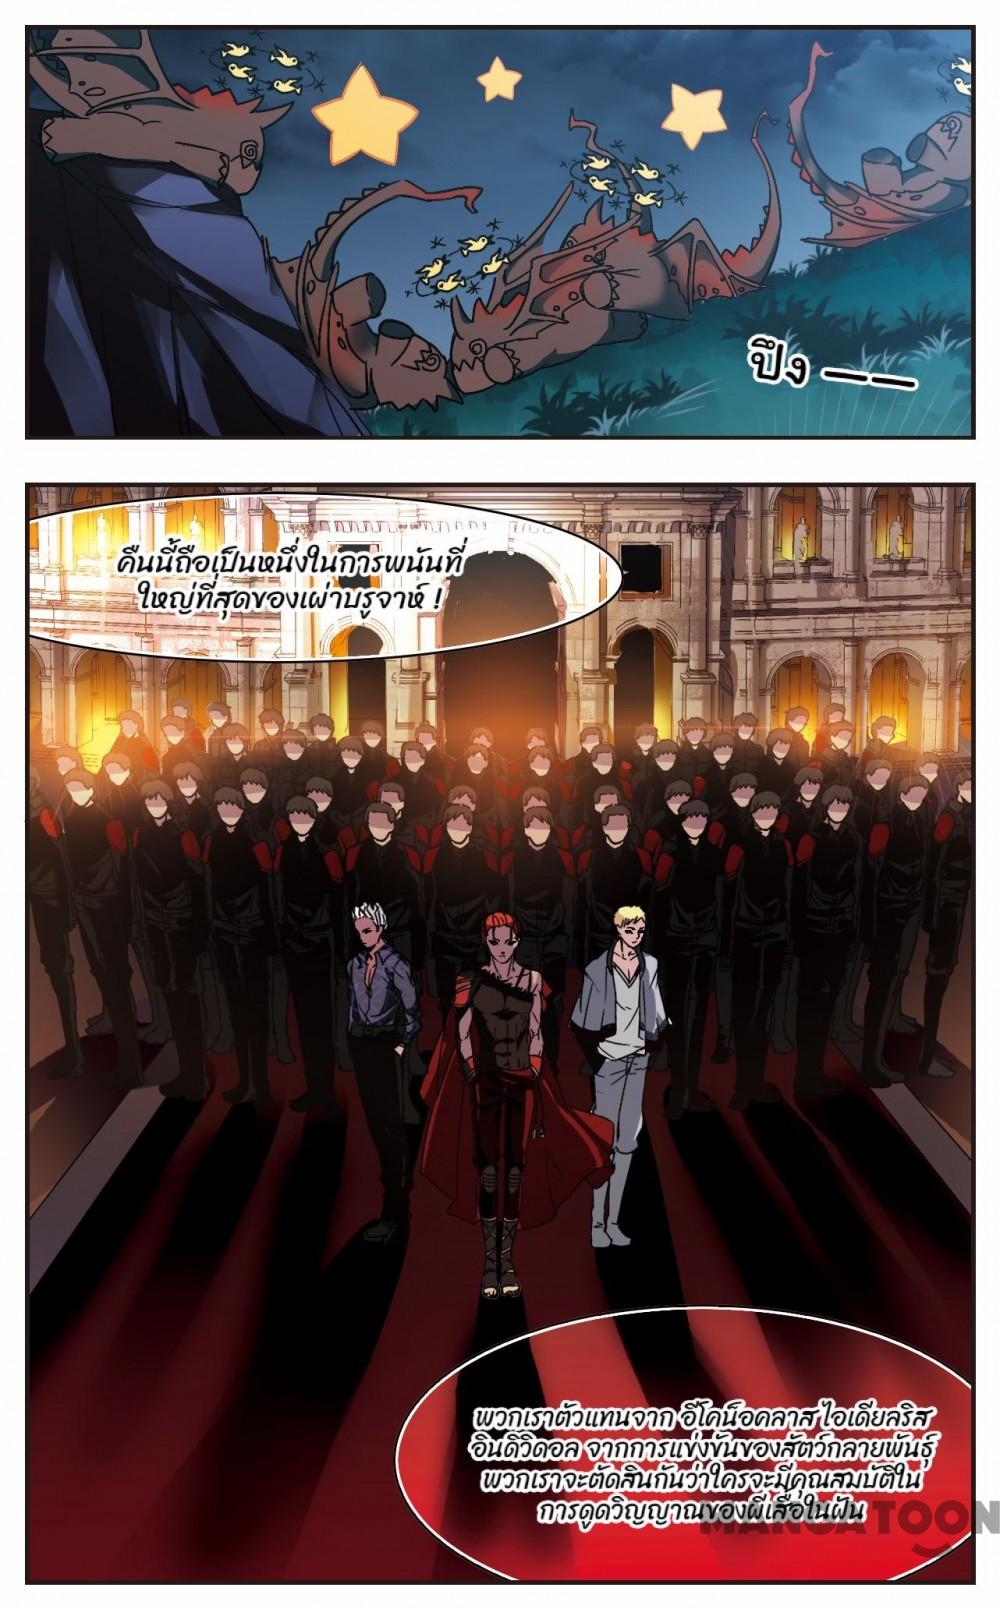 ปึง ——
คืนนี้ถือเป็นหนึ่งในการพนันที่
ใหญ่ที่สุดของเผ่าบรูจาห์ !
พวกเราตัวแทนจาก อีโคน็อคลาส ไอเดียลริส
อินดิวิดอล จากการแข่งขันของสัตว์กลายพันธุ์
พวกเราจะตัดสินกันว่าใครจะมีคุณสมบัติใน
การดูดวิญญาณของผีเสื้อในฝัน
MANGATOON